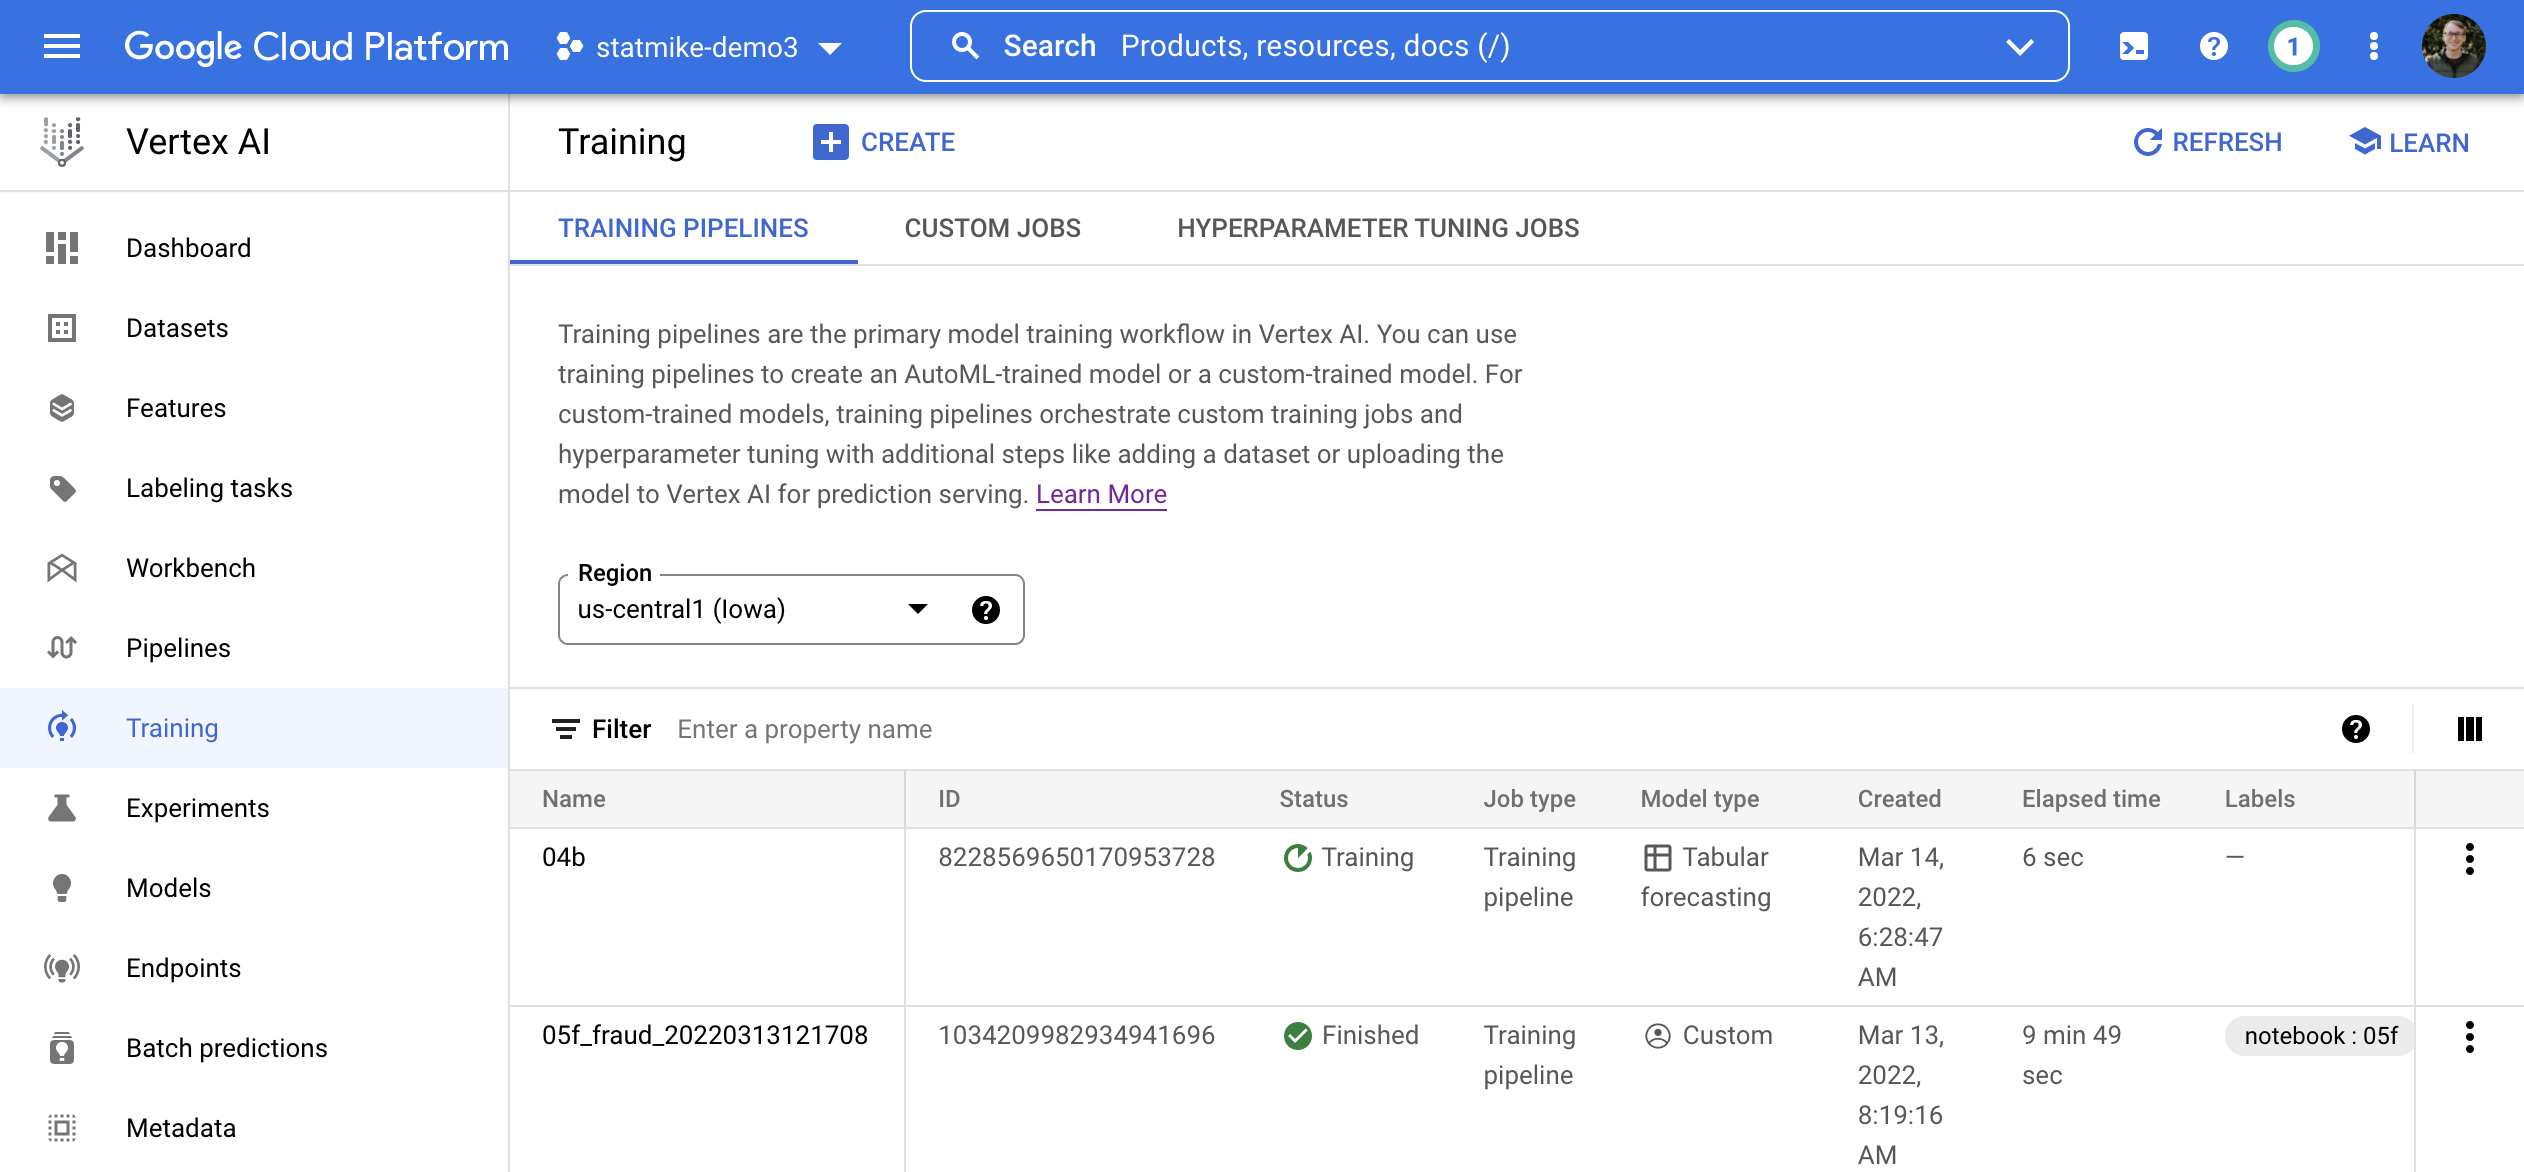 Google Cloud Platform
statmike-demo3
Search Products, resources, docs (/)
1
Vertex AI
Training
CREATE
REFRESH
LEARN
Dashboard
Datasets
Features
Labeling tasks
Workbench
Pipelines
Training
Experiments
Models
Endpoints
Batch predictions
Metadata
TRAINING PIPELINES
CUSTOM JOBS
HYPERPARAMETER TUNING JOBS
Training pipelines are the primary model training workflow in Vertex AI. You can use
training pipelines to create an AutoML-trained model or a custom-trained model. For
custom-trained models, training pipelines orchestrate custom training jobs and
hyperparameter tuning with additional steps like adding a dataset or uploading the
model to Vertex AI for prediction serving. Learn More
Region
us-central1 (Iowa)
Filter Enter a property name
Name ID Status Job type Model type Created Elapsed time Labels
04b 8228569650170953728 Training Training Tabular Mar 14, 6 sec —
pipeline forecasting 2022,
6:28:47
AM
05f_fraud_20220313121708 1034209982934941696 Finished Training Custom Mar 13, 9 min 49 notebook : 05f
pipeline 2022, sec
8:19:16
AM